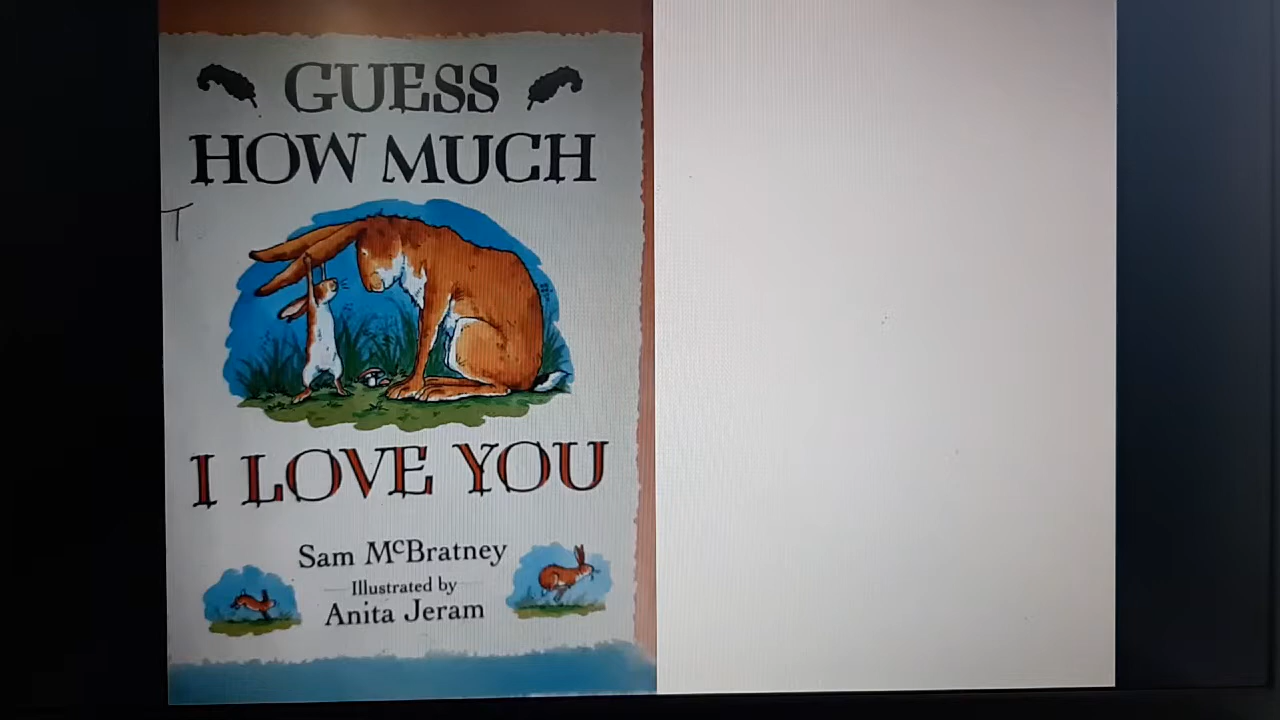 GUESS
HOW MUCH
I LOVE YOU
Sam McBratney
Illustrated by
Anita Jeram